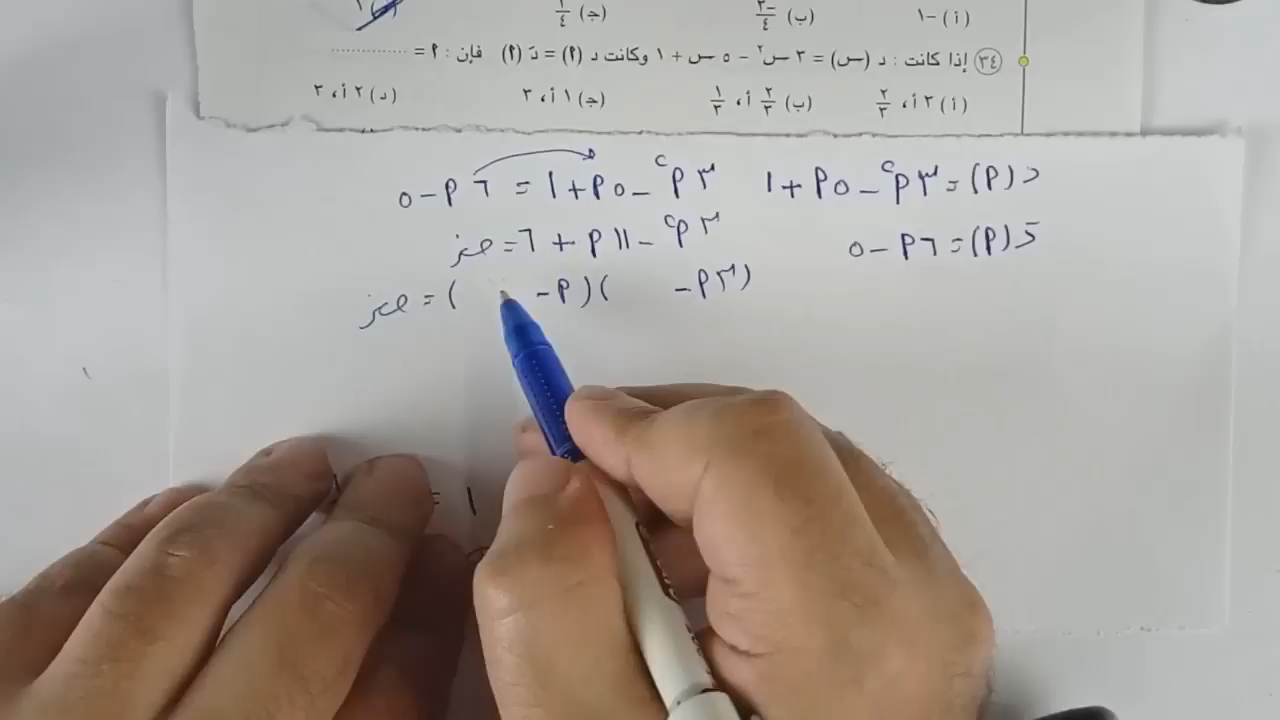 (أ) -١ (ب) -٣/٤ (ج) ١/٤
٣٤ إذا كانت : د (س) = ٣ س٢ - ٥ س + ١ وكانت د (٢) = دَ (٢) فإن : ٢ = ..............
(أ) ٣ أ، ٢/٣ (ب) ٢/٣ أ، ١/٣ (ج) ١ أ، ٣ (د) ٢ أ، ٣
د(٢) = ٣٢٢ - ٥٢ + ١ ٣٢٢ - ٥٢ + ١ = ٦٢ - ٥
دَ(٢) = ٦٢ - ٥ ٣٢٢ - ١١٢ + ٦ = صفر
(٣٢ - )(٢ - ) = صفر
= ١